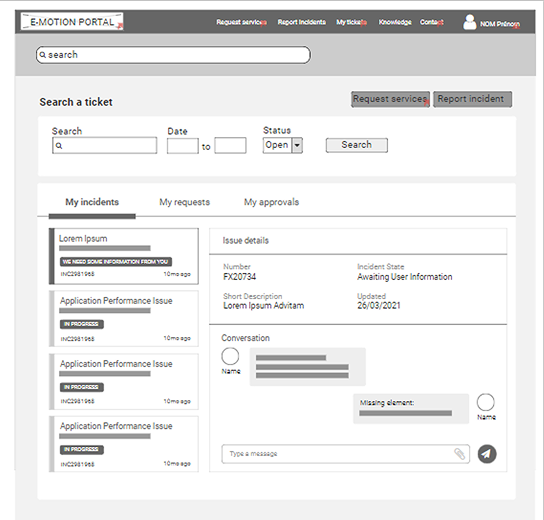 E-MOTION PORTAL
Request services Report Incidents My tickets Knowledge Contact NOM Prénom
search
Search a ticket
Request services Report incident
Search Date Status
to Open Search
My incidents My requests My approvals
Lorem Ipsum
WE NEED SOME INFORMATION FROM YOU
INC2981968 10mn ago
Application Performance Issue
IN PROGRESS
INC2981968 10mn ago
Application Performance Issue
IN PROGRESS
INC2981968 10mn ago
Application Performance Issue
IN PROGRESS
INC2981968 10mn ago
Issue details
Number Incident State
FX20734 Awaiting User Information
Short Description Updated
Lorem Ipsum Advitam 26/03/2021
Conversation
Name
Missing element:
Name
Type a message